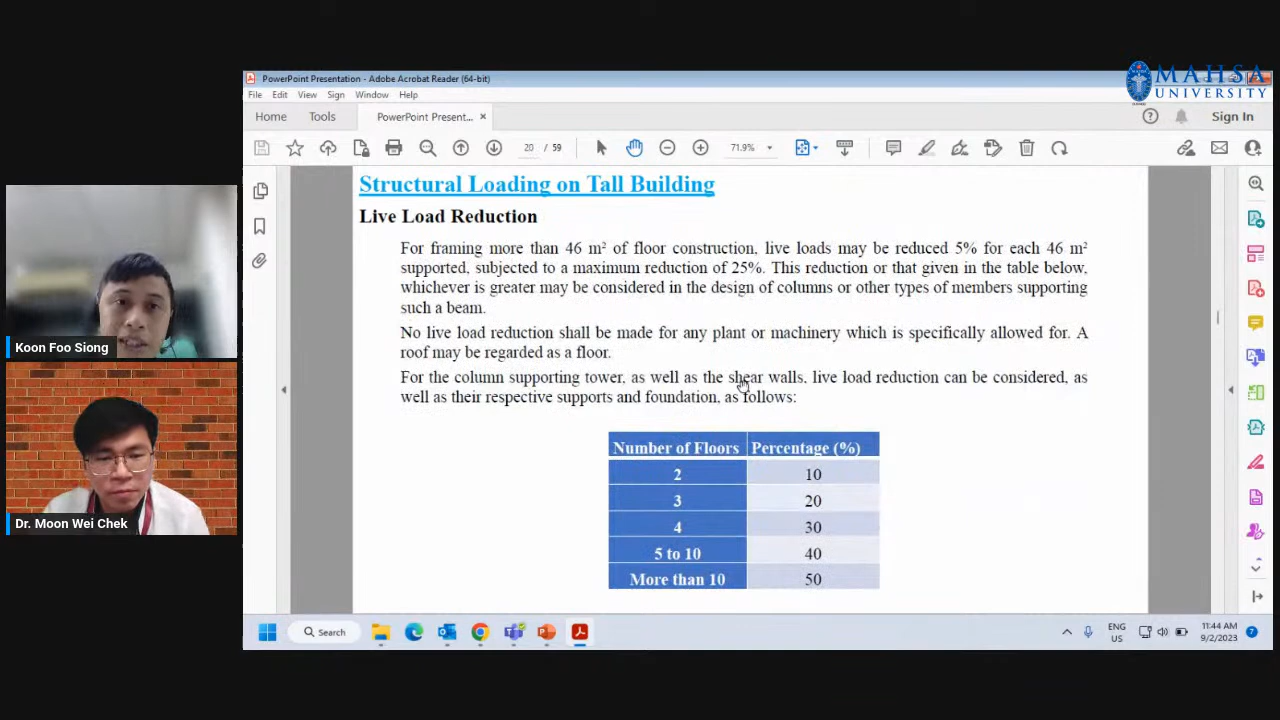 MAHSA
UNIVERSITY
PowerPoint Presentation - Adobe Acrobat Reader (64-bit)
File Edit View Sign Window Help
Home Tools PowerPoint Present... × Sign In
20 / 59 71.9%
Structural Loading on Tall Building
Live Load Reduction
For framing more than 46 m² of floor construction, live loads may be reduced 5% for each 46 m²
supported, subjected to a maximum reduction of 25%. This reduction or that given in the table below,
whichever is greater may be considered in the design of columns or other types of members supporting
such a beam.
No live load reduction shall be made for any plant or machinery which is specifically allowed for. A
roof may be regarded as a floor.
For the column supporting tower, as well as the shear walls, live load reduction can be considered, as
well as their respective supports and foundation, as follows:
Number of Floors Percentage (%)
2 10
3 20
4 30
5 to 10 40
More than 10 50
Koon Foo Siong
Dr. Moon Wei Chek
Search
ENG
US
11:44 AM
9/2/2023
7